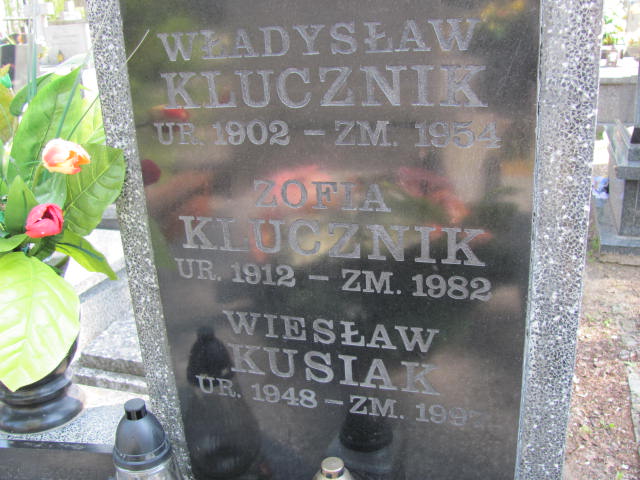 WŁADYSŁAW
KLUCZNIK
UR. 1902 – ZM. 1954
ZOFIA
KLUCZNIK
UR. 1912 – ZM. 1982
WIESŁAW
KUSIAK
UR. 1948 – ZM.